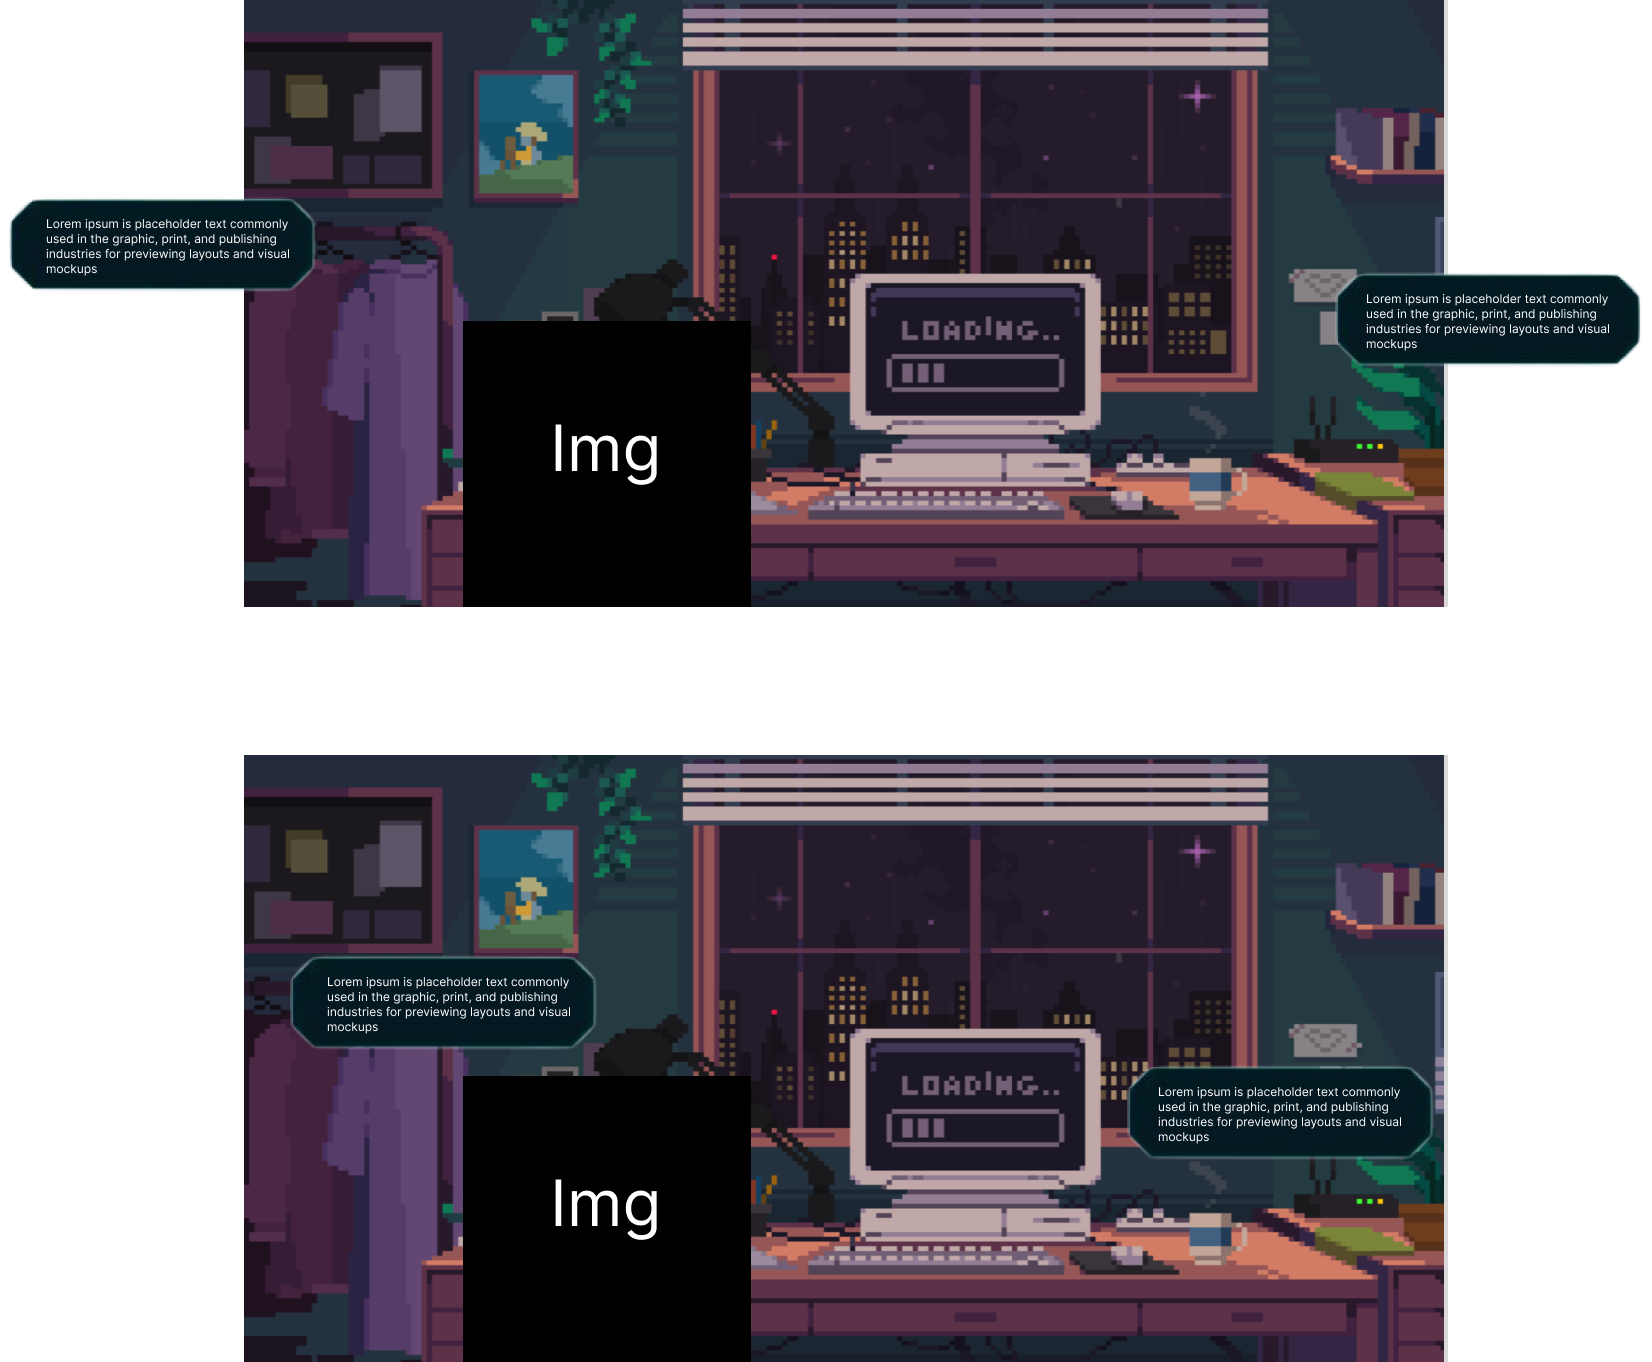 Lorem ipsum is placeholder text commonly
used in the graphic, print, and publishing
industries for previewing layouts and visual
mockups
Lorem ipsum is placeholder text commonly
used in the graphic, print, and publishing
industries for previewing layouts and visual
mockups
LOADING..
Img
Lorem ipsum is placeholder text commonly
used in the graphic, print, and publishing
industries for previewing layouts and visual
mockups
LOADING..
Lorem ipsum is placeholder text commonly
used in the graphic, print, and publishing
industries for previewing layouts and visual
mockups
Img